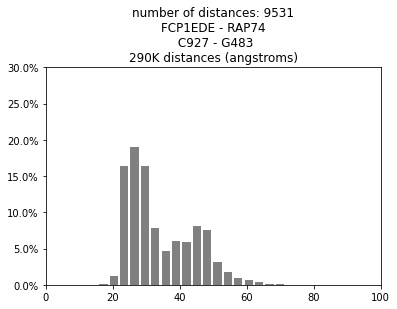 number of distances: 9531
FCP1EDE - RAP74
C927 - G483
290K distances (angstroms)
30.0%
25.0%
20.0%
15.0%
10.0%
5.0%
0.0%
0 20 40 60 80 100